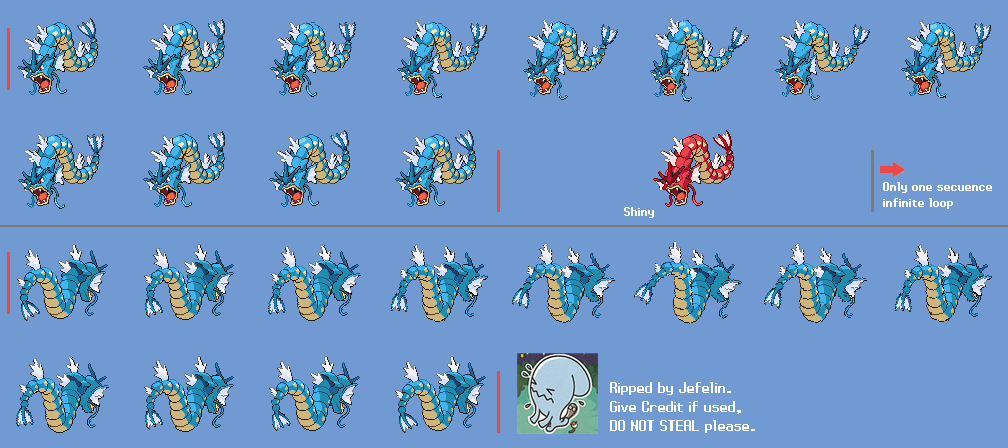 Only one secuence
infinite loop
Shiny
Ripped by Jefelin.
Give Credit if used,
DO NOT STEAL please.